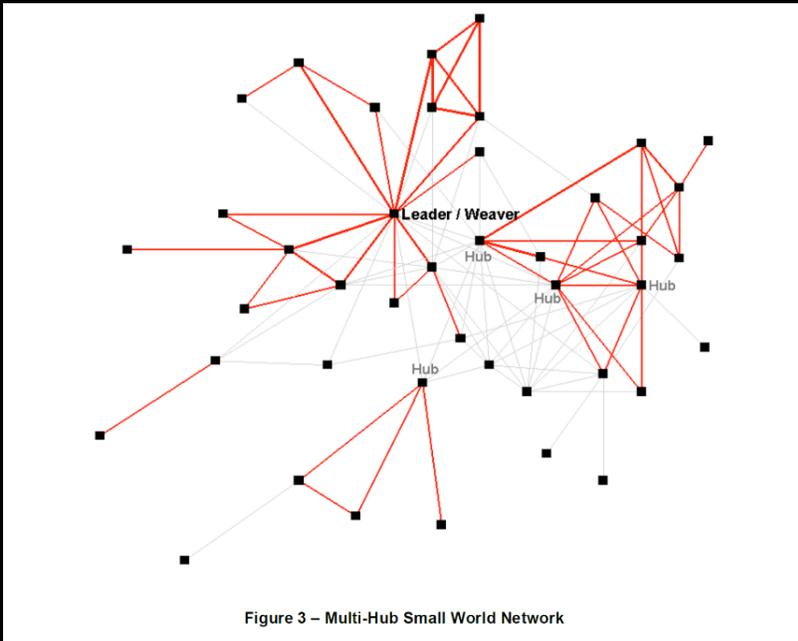 Leader / Weaver
Hub
Hub
Hub
Hub
Figure 3 – Multi-Hub Small World Network